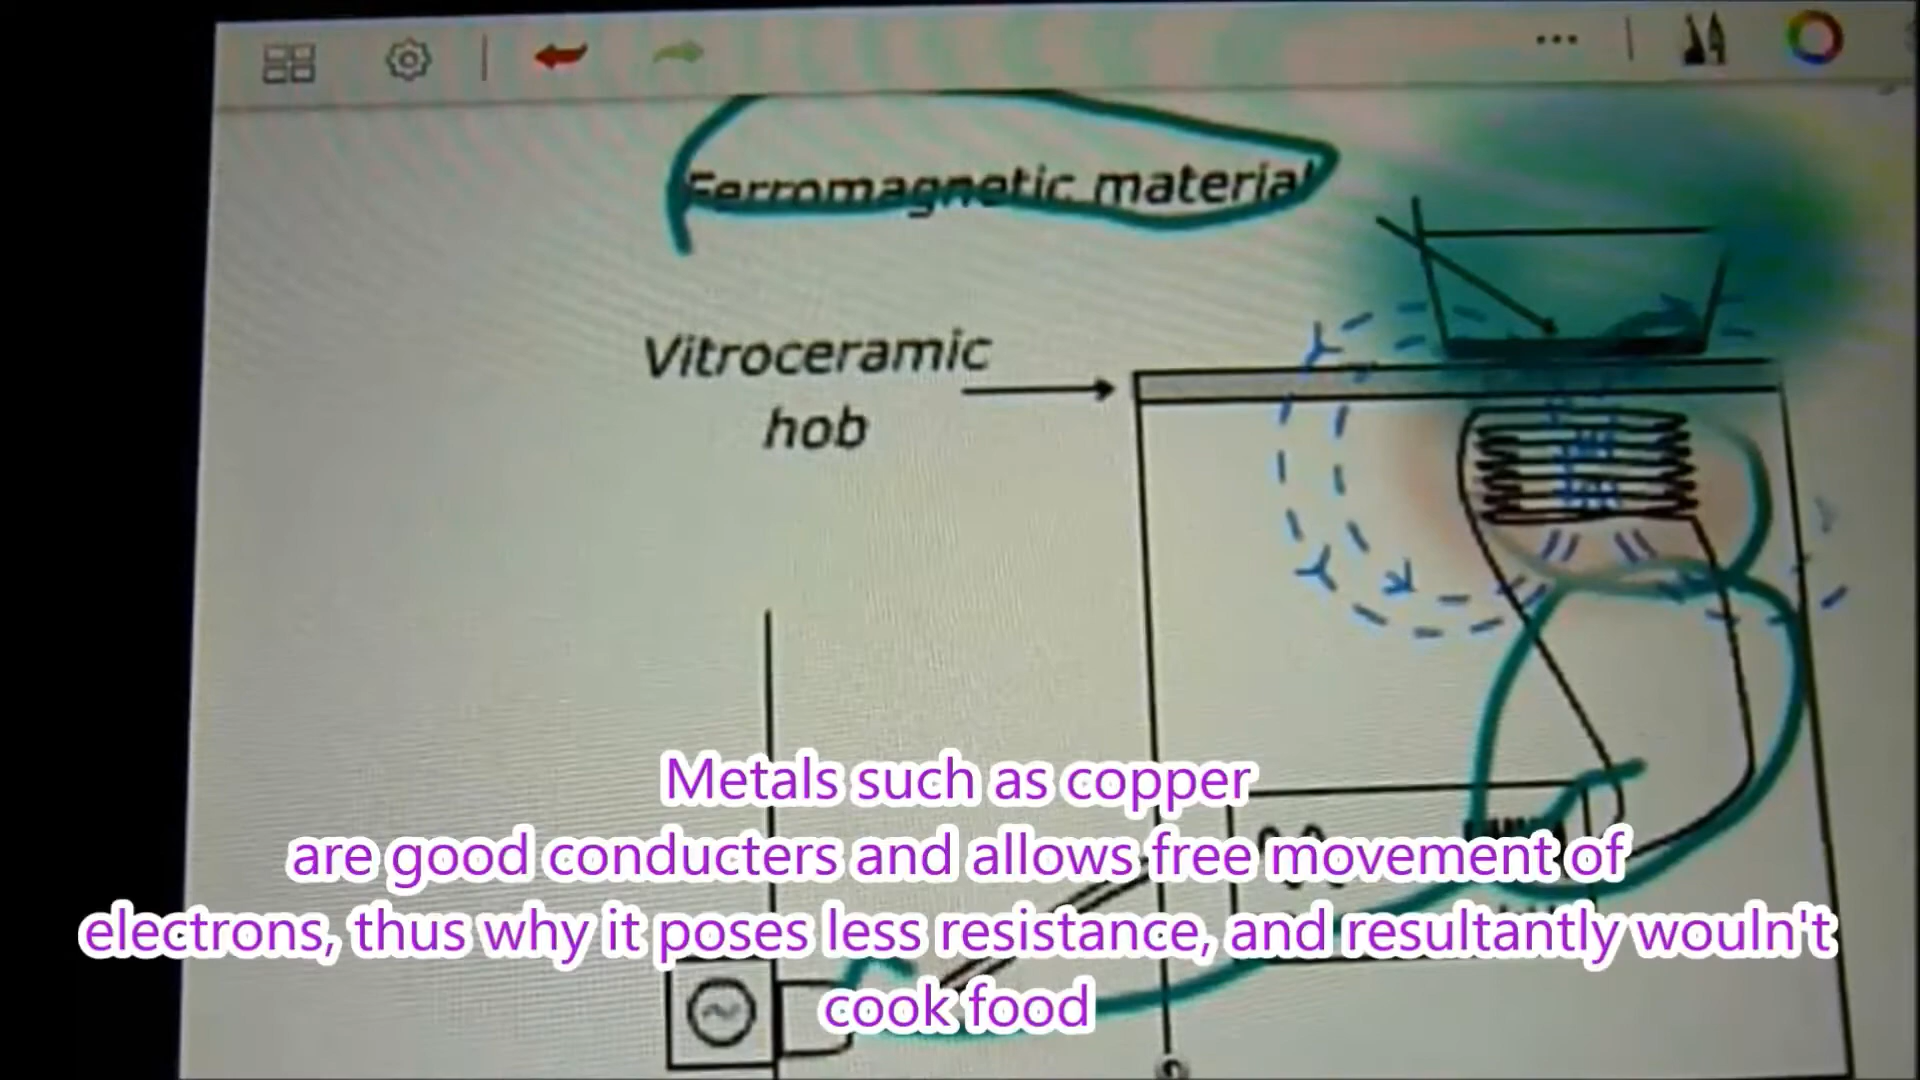 Ferromagnetic material
Vitroceramic
hob
Metals such as copper
are good conducters and allows free movement of
electrons, thus why it poses less resistance, and resultantly wouln't
cook food